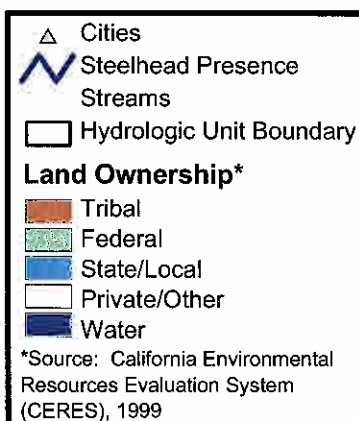 Cities
Steelhead Presence
Streams
Hydrologic Unit Boundary
Land Ownership*
Tribal
Federal
State/Local
Private/Other
Water
*Source: California Environmental
Resources Evaluation System
(CERES), 1999